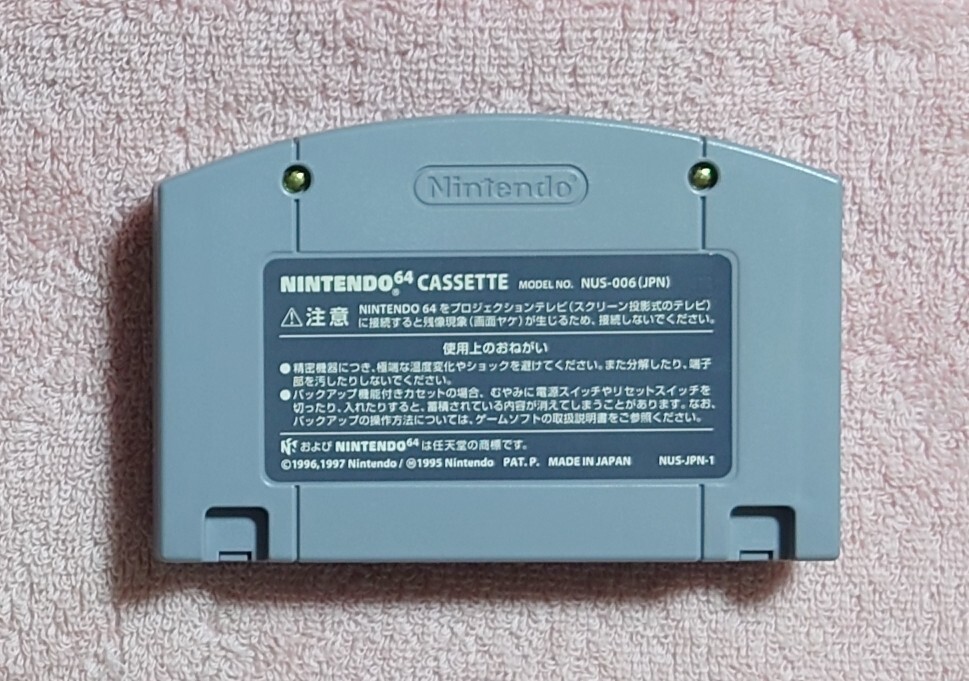 Nintendo®
NINTENDO64® CASSETTE MODEL NO. NUS-006(JPN)
⚠注意 NINTENDO 64をプロジェクションテレビ(スクリーン投影式のテレビ)
に接続すると残像現象(画面ヤケ)が生じるため、接続しないでください。
使用上のおねがい
●精密機器につき、極端な温度変化やショックを避けてください。また分解したり、端子
部を汚したりしないでください。
●バックアップ機能付きカセットの場合、むやみに電源スイッチやリセットスイッチを
切ったり、入れたりすると、蓄積されている内容が消えてしまうことがあります。なお、
バックアップの操作方法については、ゲームソフトの取扱説明書をご参照ください。
および NINTENDO64 は任天堂の商標です。
©1996,1997 Nintendo/Ⓜ1995 Nintendo PAT. P. MADE IN JAPAN NUS-JPN-1